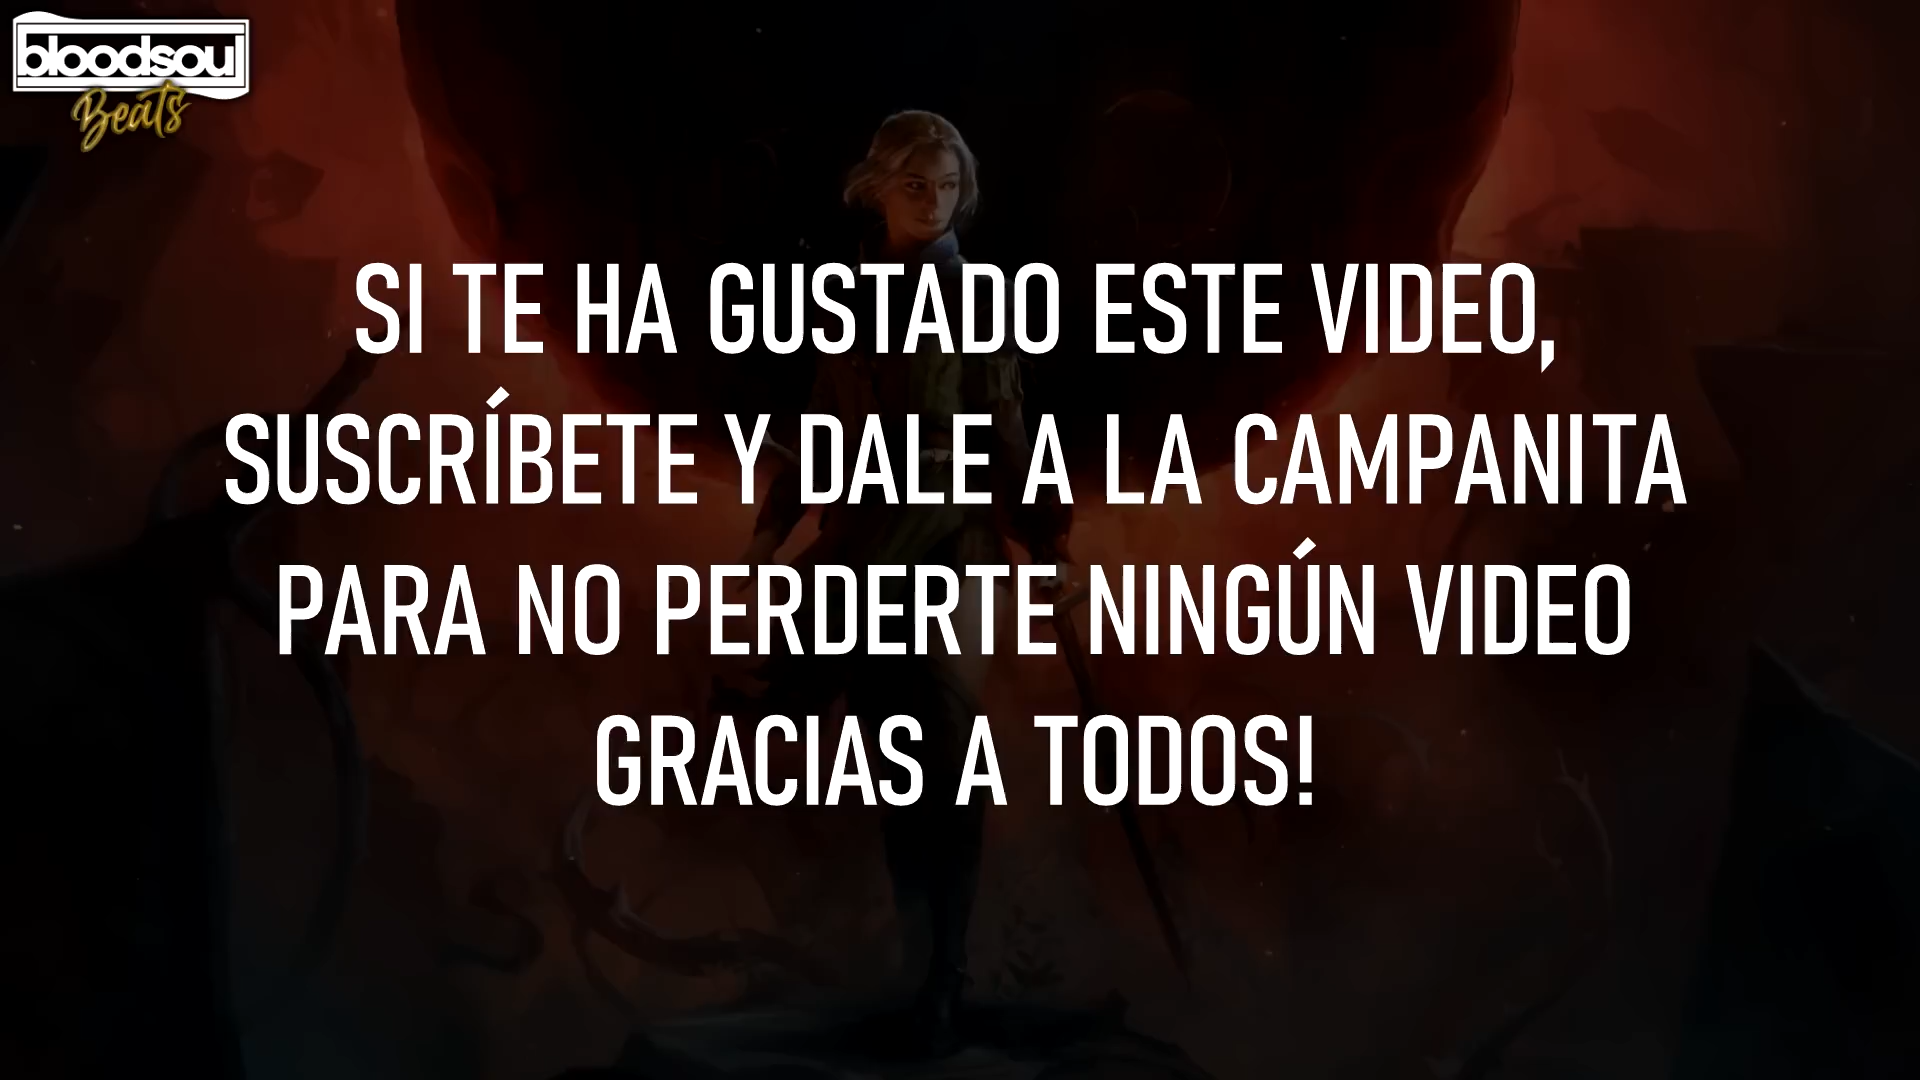 bloodsoul
Beats
SI TE HA GUSTADO ESTE VIDEO,
SUSCRÍBETE Y DALE A LA CAMPANITA
PARA NO PERDERTE NINGÚN VIDEO
GRACIAS A TODOS!